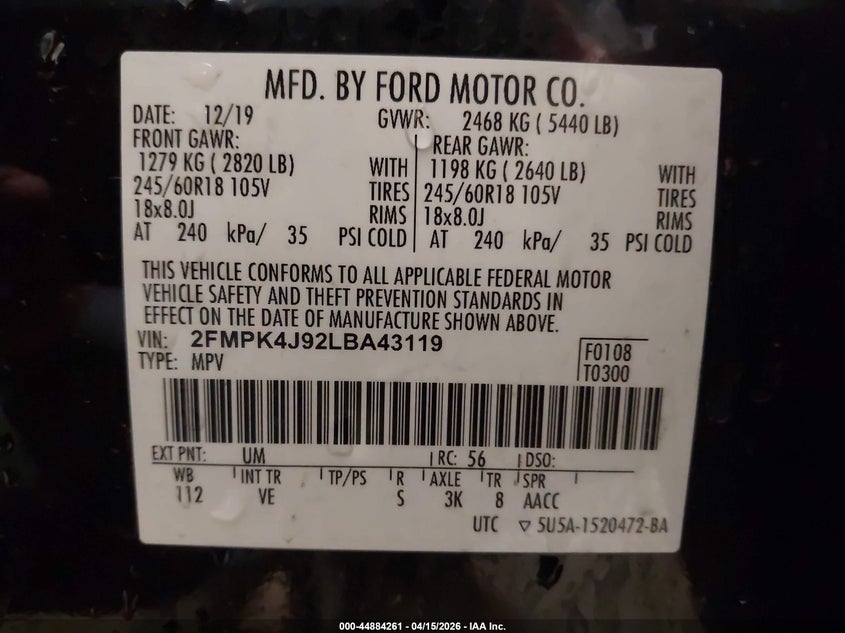 MFD. BY FORD MOTOR CO.
DATE: 12/19 GVWR: 2468 KG ( 5440 LB)
FRONT GAWR: REAR GAWR:
1279 KG ( 2820 LB) WITH 1198 KG ( 2640 LB) WITH
245/60R18 105V TIRES 245/60R18 105V TIRES
18x8.0J RIMS 18x8.0J RIMS
AT 240 kPa/ 35 PSI COLD AT 240 kPa/ 35 PSI COLD
THIS VEHICLE CONFORMS TO ALL APPLICABLE FEDERAL MOTOR
VEHICLE SAFETY AND THEFT PREVENTION STANDARDS IN
EFFECT ON THE DATE OF MANUFACTURE SHOWN ABOVE.
VIN: 2FMPK4J92LBA43119
TYPE: MPV
F0108
T0300
EXT PNT: UM RC: 56 DSO:
WB INT TR TP/PS R AXLE TR SPR
112 VE S 3K 8 AACC
UTC ▽ 5U5A-1520472-BA
000-44884261 - 04/15/2026 - IAA Inc.